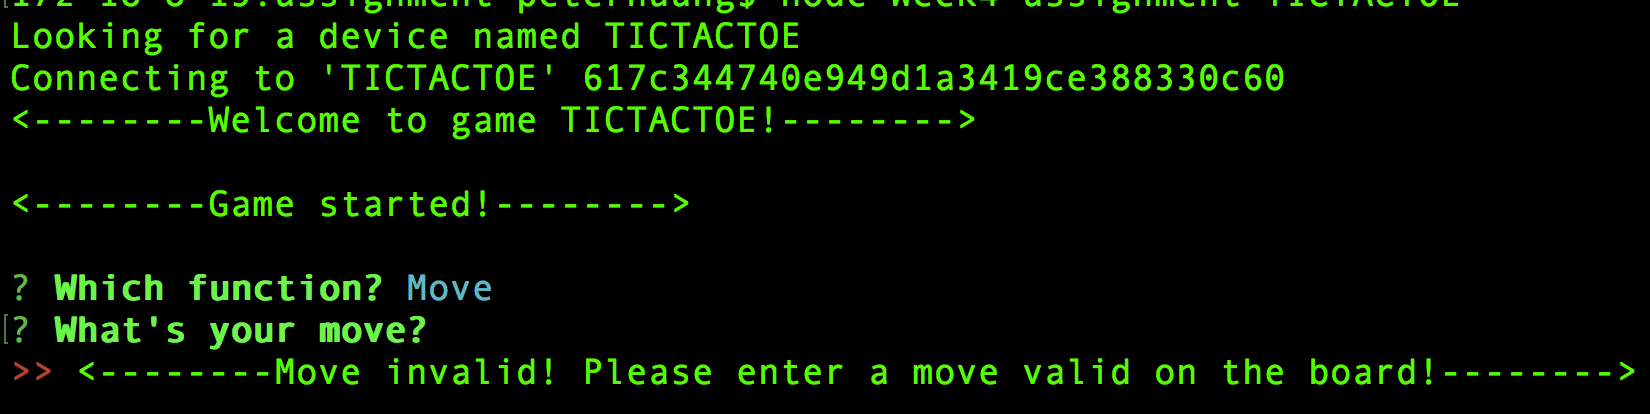 Looking for a device named TICTACTOE
Connecting to 'TICTACTOE' 617c344740e949d1a3419ce388330c60
<--------Welcome to game TICTACTOE!-------->
<--------Game started!-------->
? Which function? Move
[? What's your move?
>> <--------Move invalid! Please enter a move valid on the board!-------->